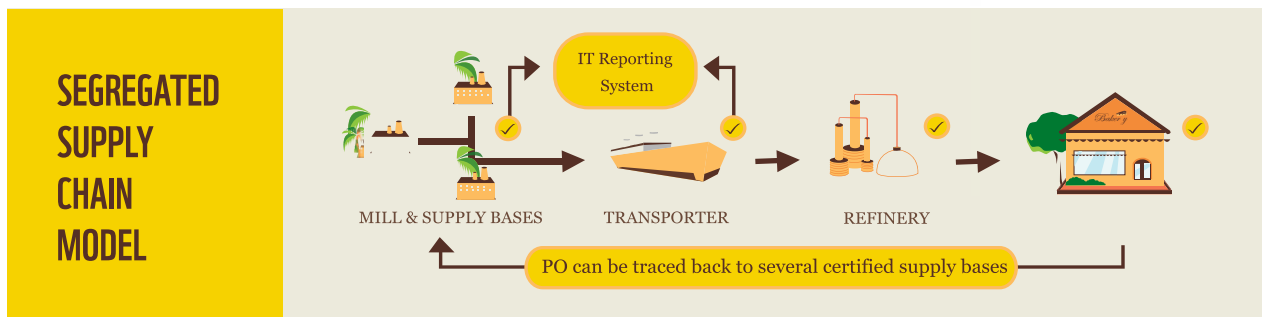 SEGREGATED
SUPPLY
CHAIN
MODEL
IT Reporting
System
Bakery
MILL & SUPPLY BASES
TRANSPORTER
REFINERY
PO can be traced back to several certified supply bases